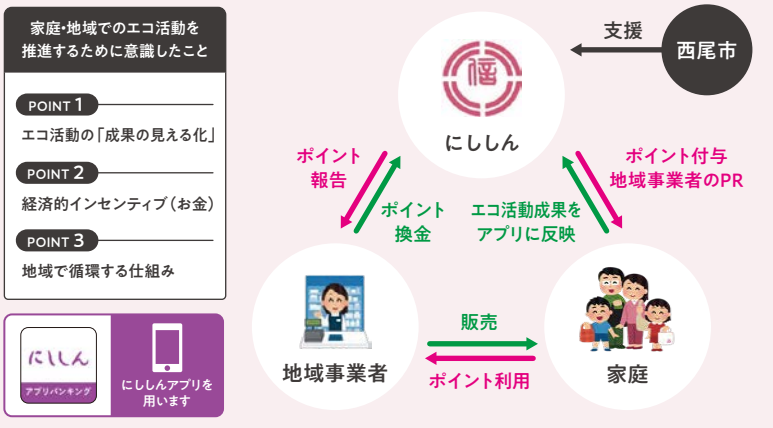 家庭・地域でのエコ活動を
推進するために意識したこと
POINT 1
エコ活動の「成果の見える化」
POINT 2
経済的インセンティブ(お金)
POINT 3
地域で循環する仕組み
にししん
アプリバンキング
にししんアプリを
用います
信
にししん
支援
西尾市
ポイント
報告
ポイント
換金
エコ活動成果を
アプリに反映
ポイント付与
地域事業者のPR
地域事業者
販売
ポイント利用
家庭